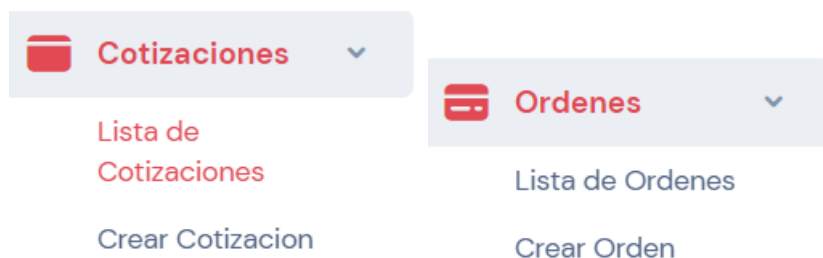 Cotizaciones
Lista de
Cotizaciones
Crear Cotizacion
Ordenes
Lista de Ordenes
Crear Orden